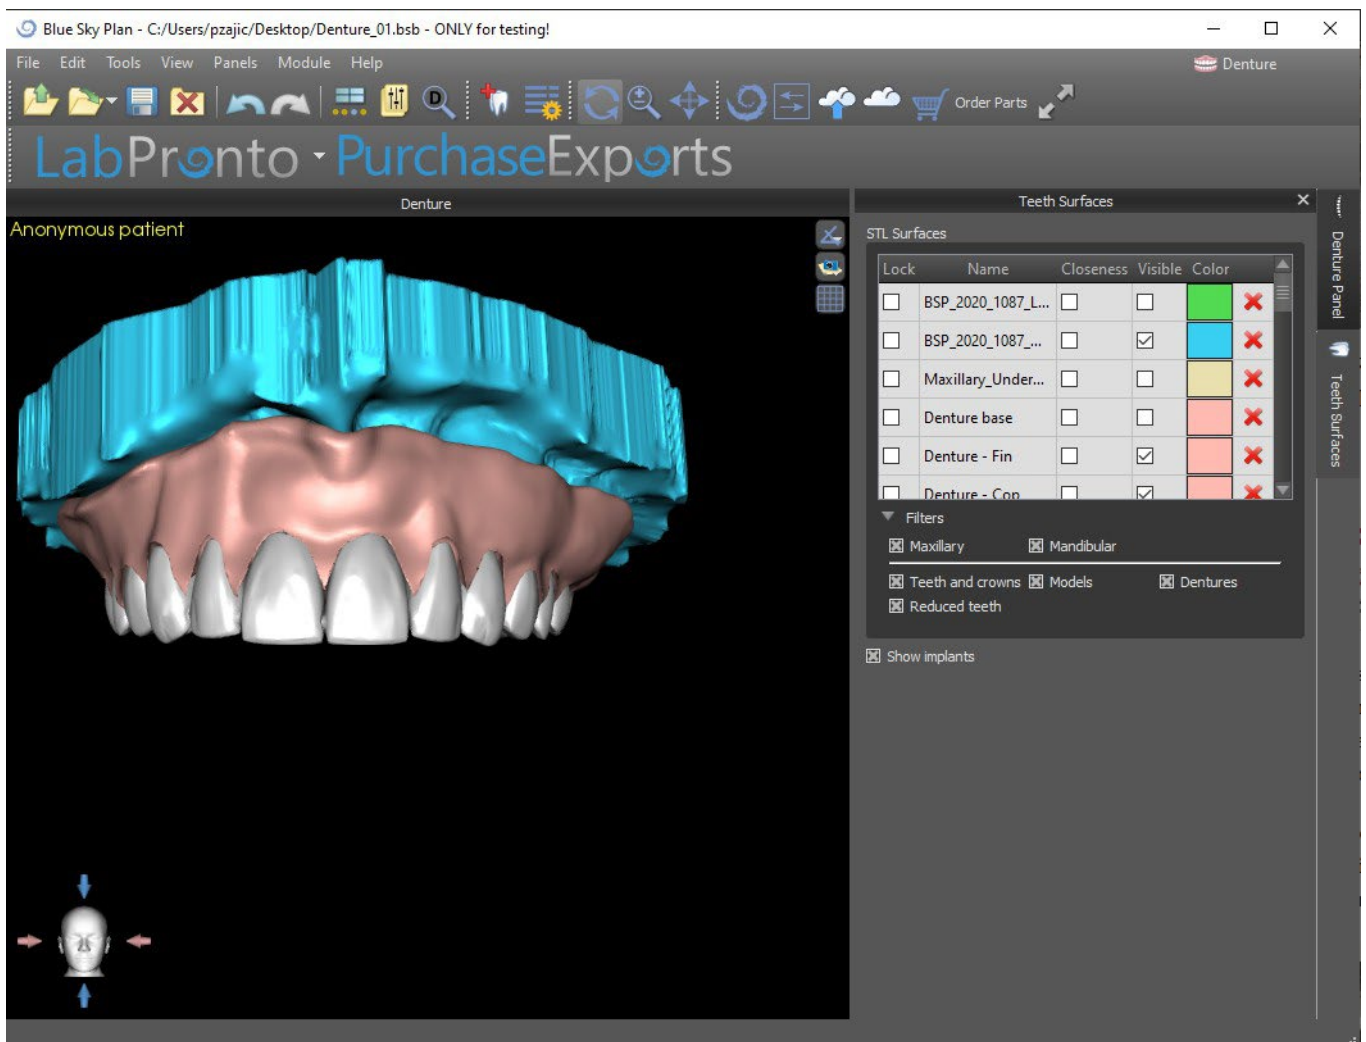 Blue Sky Plan - C:/Users/pzajic/Desktop/Denture_01.bsb - ONLY for testing!
File Edit Tools View Panels Module Help
Denture
D
Order Parts
LabPronto - PurchaseExports
Denture
Teeth Surfaces
Anonymous patient
STL Surfaces
Lock Name Closeness Visible Color
BSP_2020_1087_L...
BSP_2020_1087_...
Maxillary_Under...
Denture base
Denture - Fin
Denture - Cop
Filters
Maxillary Mandibular
Teeth and crowns Models Dentures
Reduced teeth
Show implants
Denture Panel
Teeth Surfaces